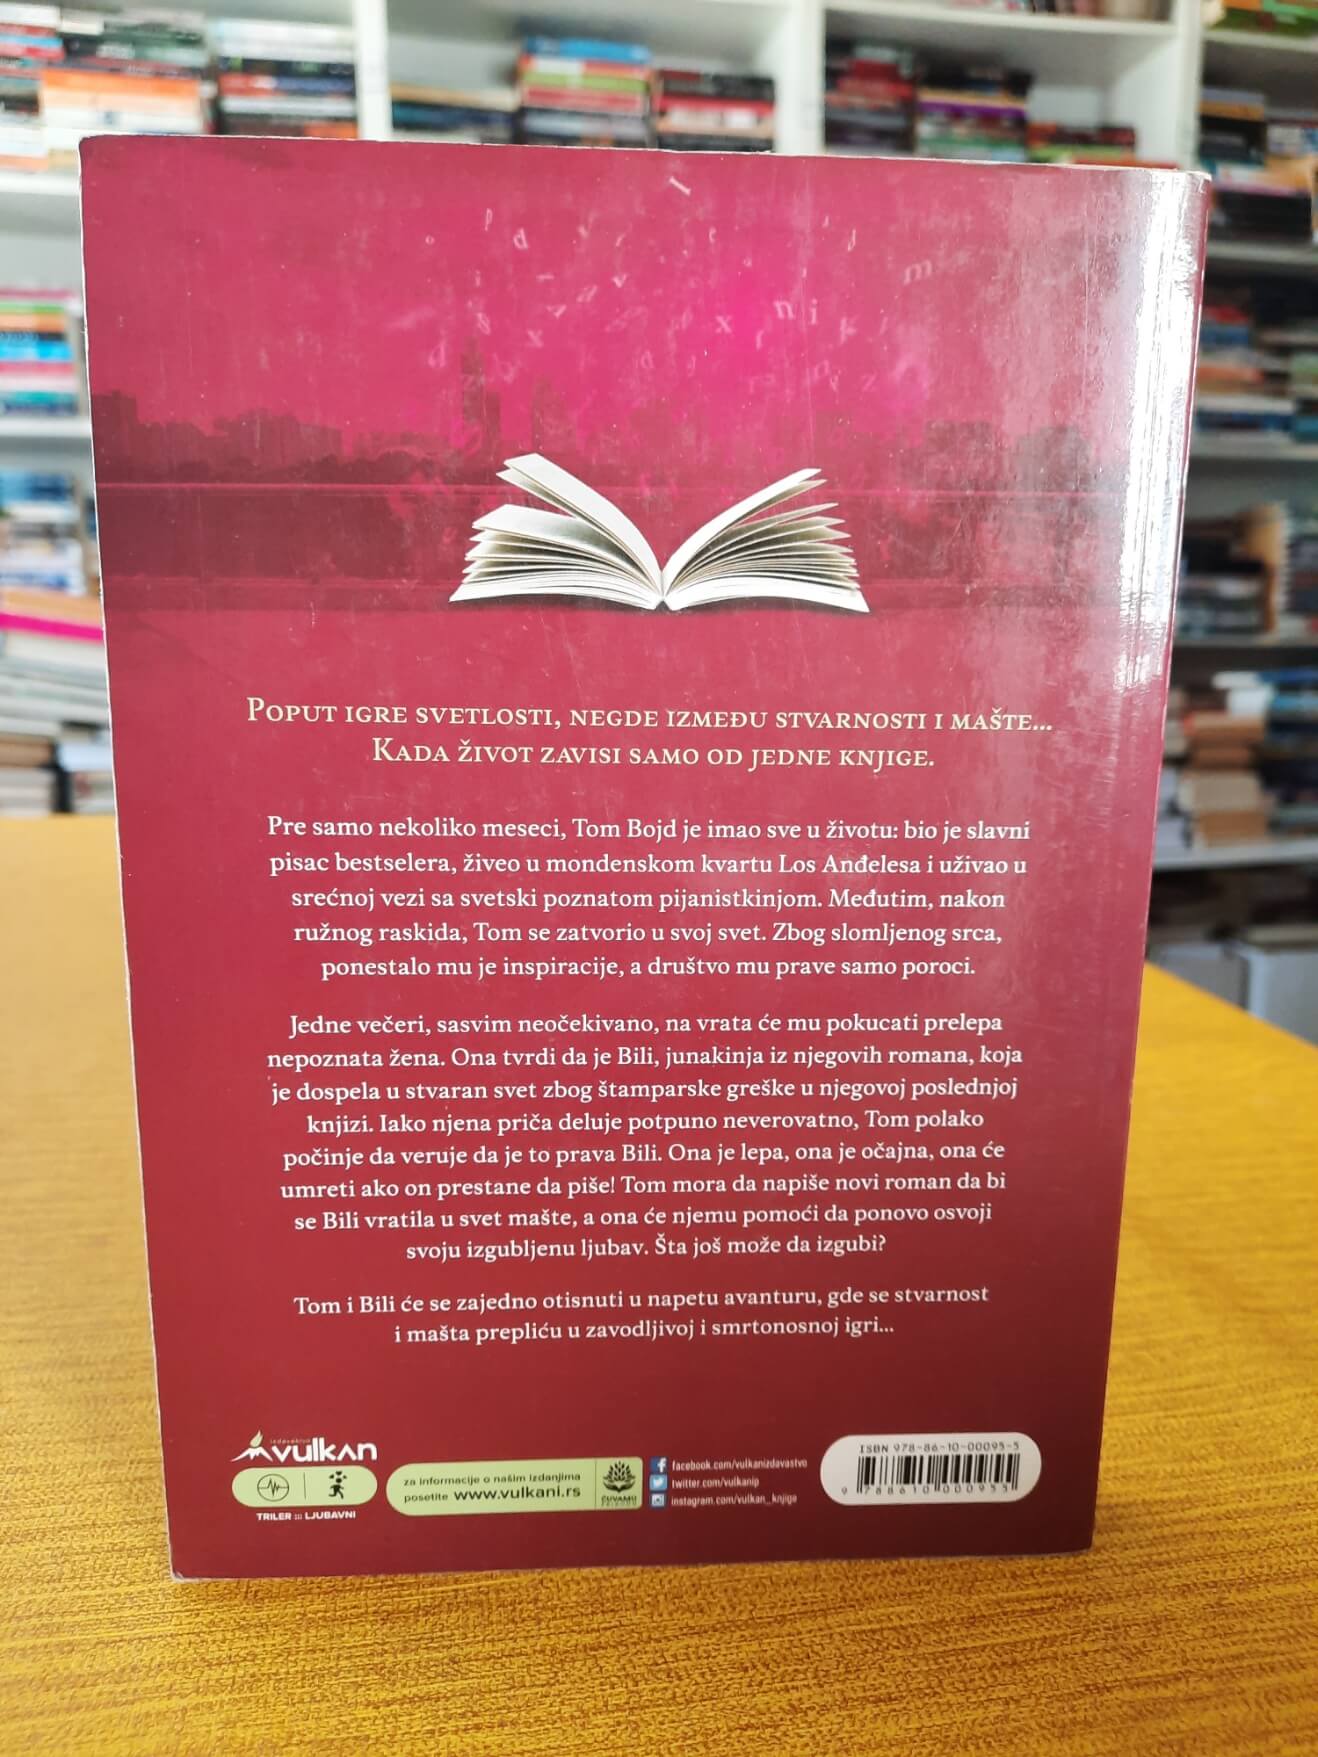 Poput igre svetlosti, negde između stvarnosti i mašte...
Kada život zavisi samo od jedne knjige.
Pre samo nekoliko meseci, Tom Bojd je imao sve u životu: bio je slavni
pisac bestselera, živeo u mondenskom kvartu Los Anđelesa i uživao u
srećnoj vezi sa svetski poznatom pijanistkinjom. Međutim, nakon
ružnog raskida, Tom se zatvorio u svoj svet. Zbog slomljenog srca,
ponestalo mu je inspiracije, a društvo mu prave samo poroci.
Jedne večeri, sasvim neočekivano, na vrata će mu pokucati prelepa
nepoznata žena. Ona tvrdi da je Bili, junakinja iz njegovih romana, koja
je dospela u stvaran svet zbog štamparske greške u njegovoj poslednjoj
knjizi. Iako njena priča deluje potpuno neverovatno, Tom polako
počinje da veruje da je to prava Bili. Ona je lepa, ona je očajna, ona će
umreti ako on prestane da piše! Tom mora da napiše novi roman da bi
se Bili vratila u svet mašte, a ona će njemu pomoći da ponovo osvoji
svoju izgubljenu ljubav. Šta još može da izgubi?
Tom i Bili će se zajedno otisnuti u napetu avanturu, gde se stvarnost
i mašta prepliću u zavodljivoj i smrtonosnoj igri...
izdavaštvo
vulkan
TRILER ::: LJUBAVNI
za informacije o našim izdanjima
posetite www.vulkani.rs
ČUVAMO
PRIRODU
facebook.com/vulkanizdavastvo
twitter.com/vulkanip
instagram.com/vulkan_knjige
ISBN 978-86-10-00095-5
9 788610 000955